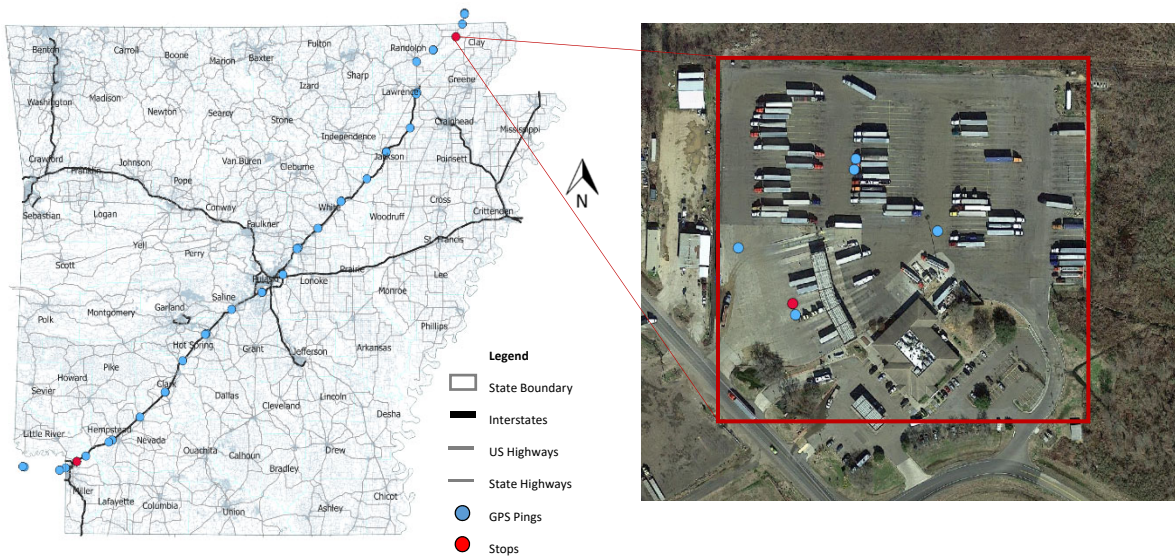 Benton
Carroll
Boone
Marion
Baxter
Fulton
Randolph
Clay
Sharp
Izard
Greene
Lawrence
Washington
Madison
Newton
Searcy
Stone
Independence
Craighead
Mississippi
Crawford
Franklin
Johnson
Pope
Van Buren
Cleburne
Jackson
Poinsett
Sebastian
Logan
Conway
Faulkner
White
Woodruff
Cross
Crittenden
N
Yell
Perry
St. Francis
Scott
Pulaski
Lonoke
Prairie
Lee
Saline
Monroe
Polk
Montgomery
Garland
Phillips
Hot Spring
Grant
Jefferson
Arkansas
Howard
Pike
Sevier
Clark
Dallas
Cleveland
Lincoln
Desha
Little River
Hempstead
Nevada
Ouachita
Calhoun
Bradley
Drew
Miller
Lafayette
Columbia
Union
Ashley
Chicot
Legend
State Boundary
Interstates
US Highways
State Highways
GPS Pings
Stops